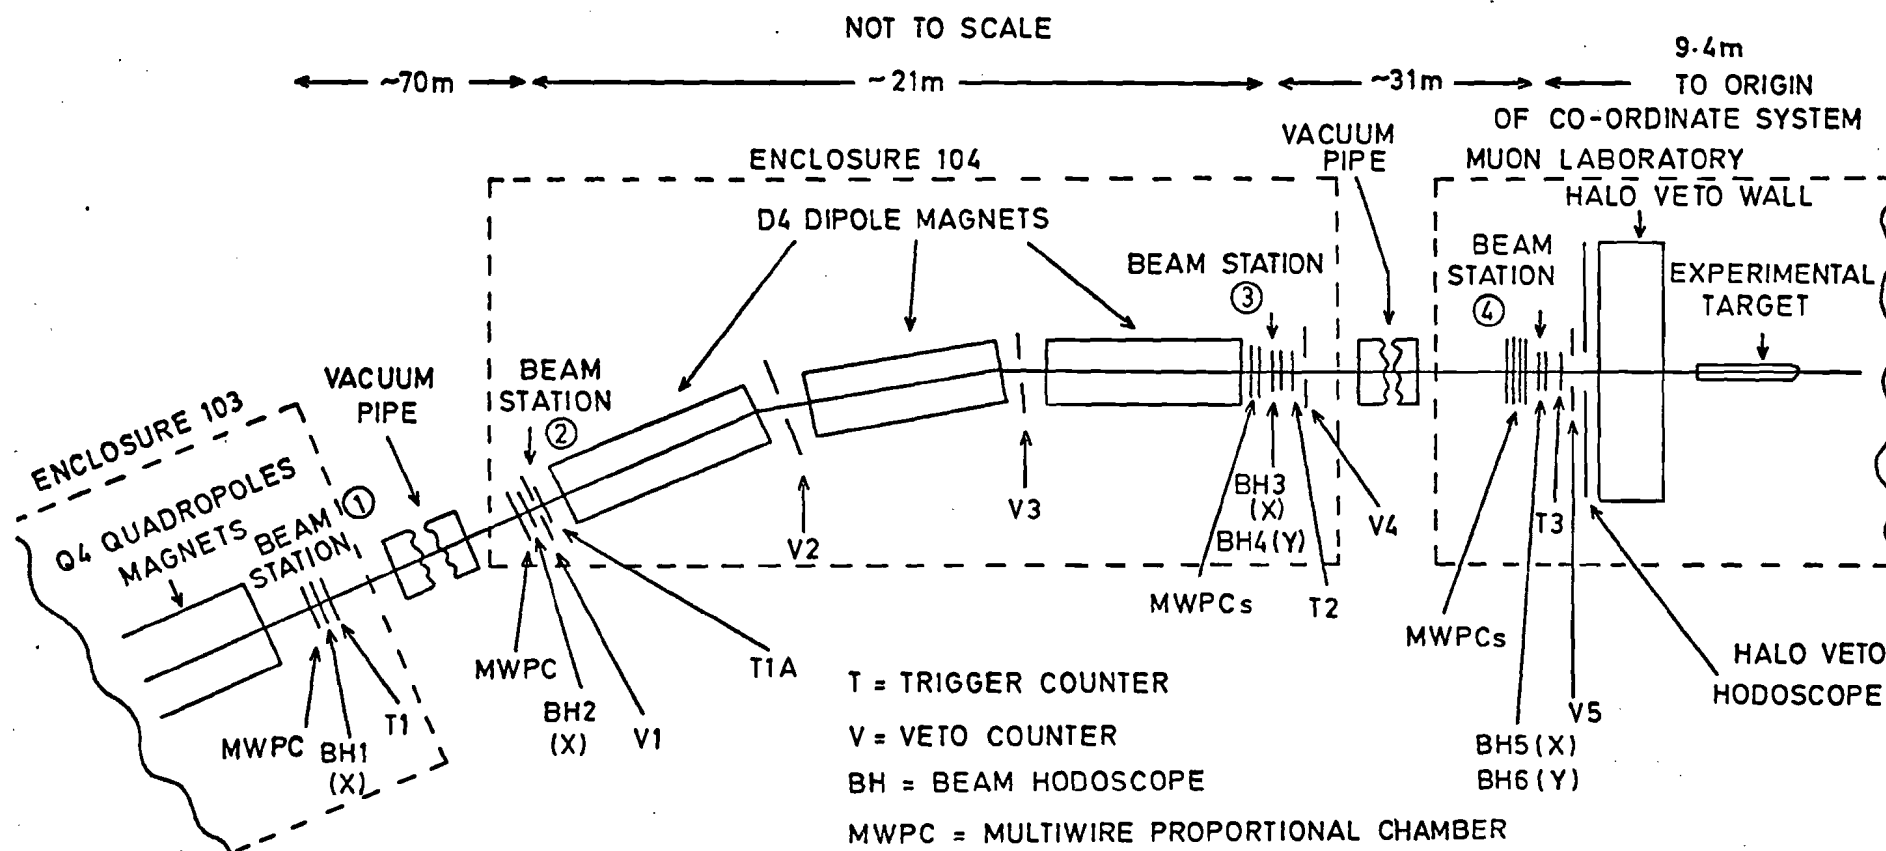 NOT TO SCALE
~70m
~21m
~31m
9.4m
TO ORIGIN
OF CO-ORDINATE SYSTEM
ENCLOSURE 104
VACUUM
PIPE
MUON LABORATORY
HALO VETO WALL
D4 DIPOLE MAGNETS
BEAM STATION
3
BEAM
STATION
4
EXPERIMENTAL
TARGET
VACUUM
PIPE
BEAM
STATION
2
ENCLOSURE 103
Q4 QUADROPOLES
MAGNETS
BEAM
STATION
1
V2
V3
BH3
(X)
BH4(Y)
V4
T3
MWPCs
T2
MWPCs
HALO VETO
HODOSCOPE
MWPC
BH1
(X)
T1
MWPC
BH2
(X)
V1
T1A
V5
BH5(X)
BH6(Y)
T = TRIGGER COUNTER
V = VETO COUNTER
BH = BEAM HODOSCOPE
MWPC = MULTIWIRE PROPORTIONAL CHAMBER